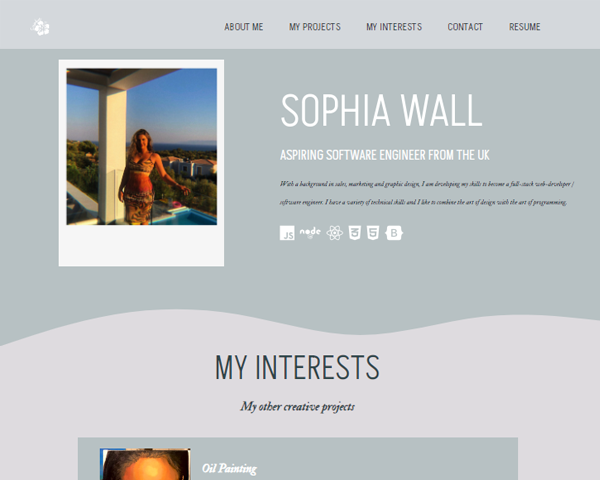 ABOUT ME
MY PROJECTS
MY INTERESTS
CONTACT
RESUME
SOPHIA WALL
ASPIRING SOFTWARE ENGINEER FROM THE UK
With a background in sales, marketing and graphic design, I am developing my skills to become a full-stack web-developer /
software engineer. I have a variety of technical skills and I like to combine the art of design with the art of programming.
JS
node
3
5
B
MY INTERESTS
My other creative projects
Oil Painting